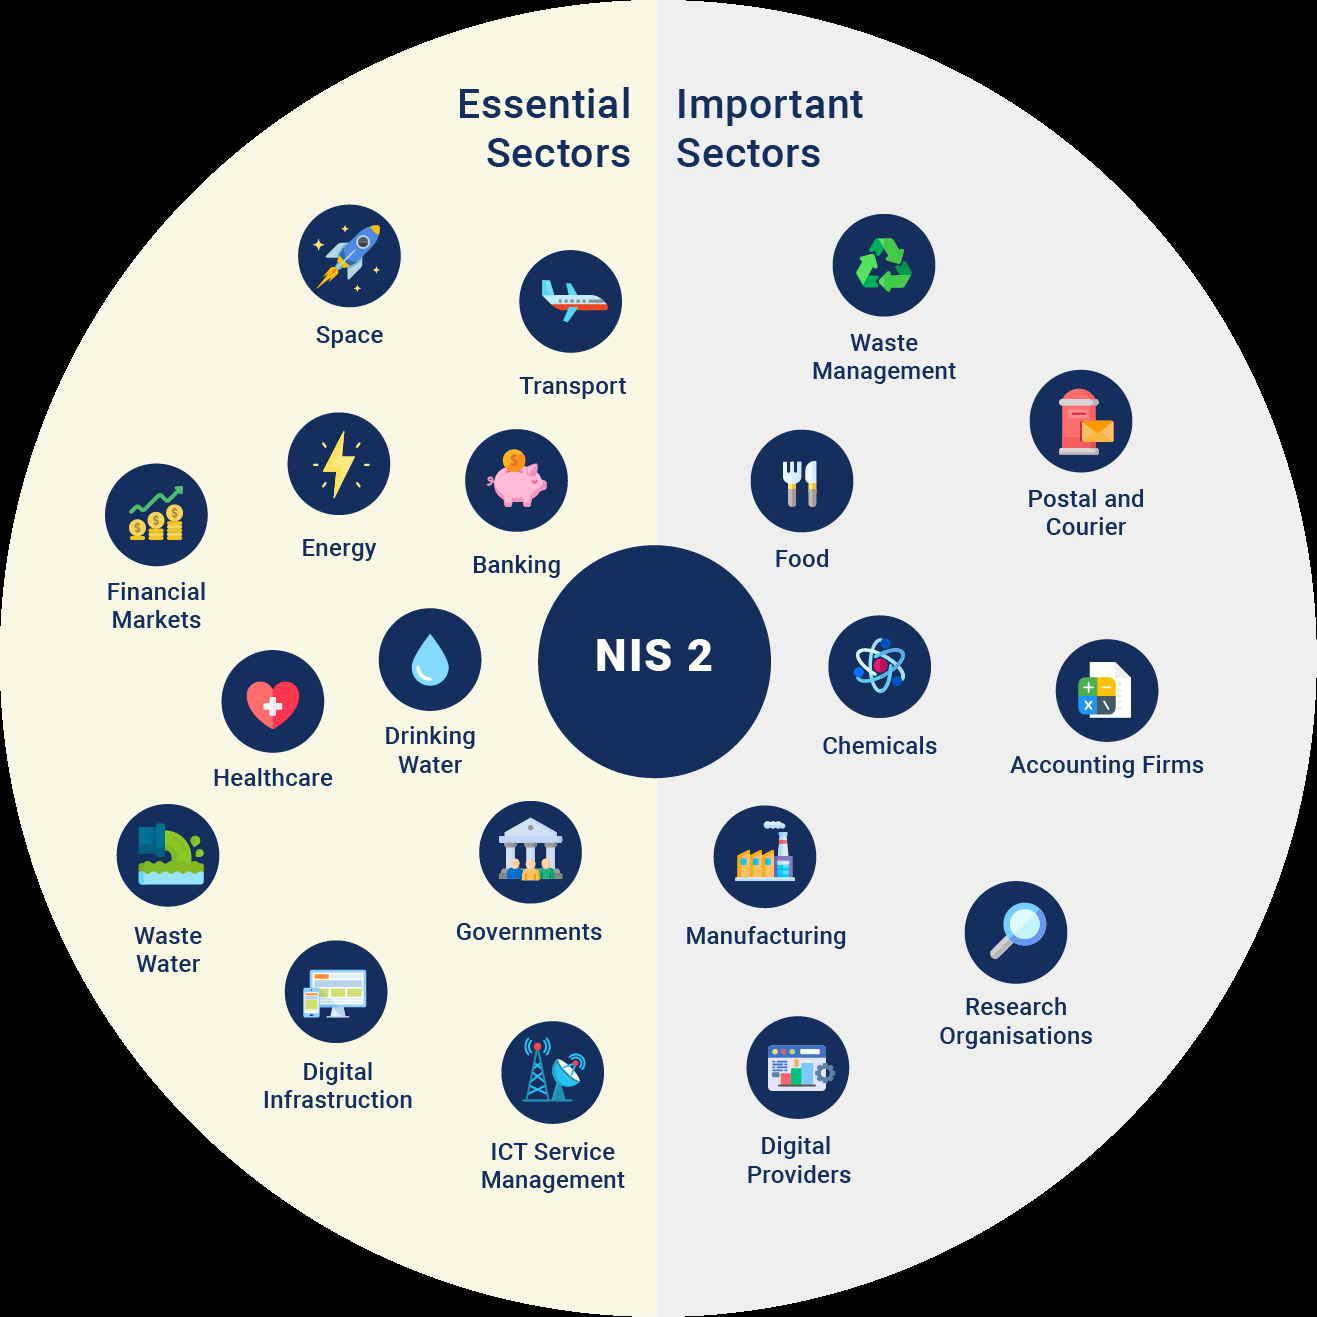 Essential
Sectors
Important
Sectors
Space
Transport
Waste
Management
Postal and
Courier
Energy
Banking
Financial
Markets
Food
NIS 2
Drinking
Water
Healthcare
Chemicals
Accounting Firms
Waste
Water
Governments
Manufacturing
Research
Organisations
Digital
Infrastruction
ICT Service
Management
Digital
Providers